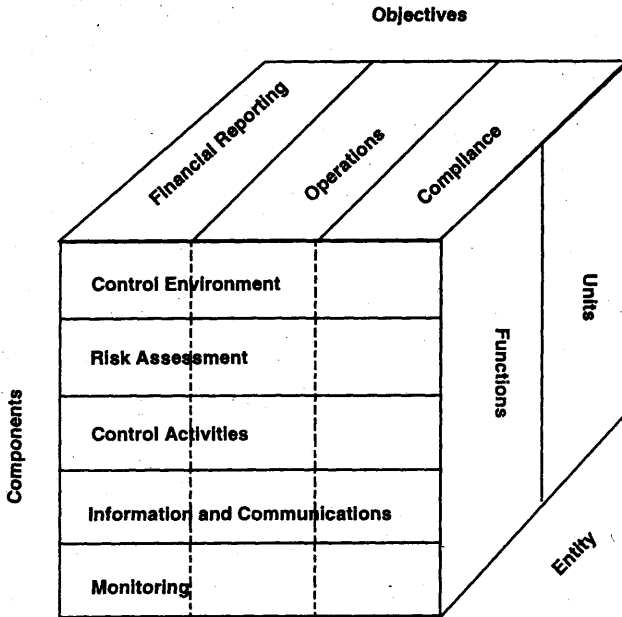 Objectives
Financial Reporting
Operations
Compliance
Components
Control Environment
Risk Assessment
Control Activities
Information and Communications
Monitoring
Functions
Units
Entity